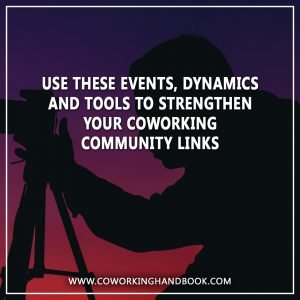 USE THESE EVENTS, DYNAMICS
AND TOOLS TO STRENGTHEN
YOUR COWORKING
COMMUNITY LINKS
WWW.COWORKINGHANDBOOK.COM